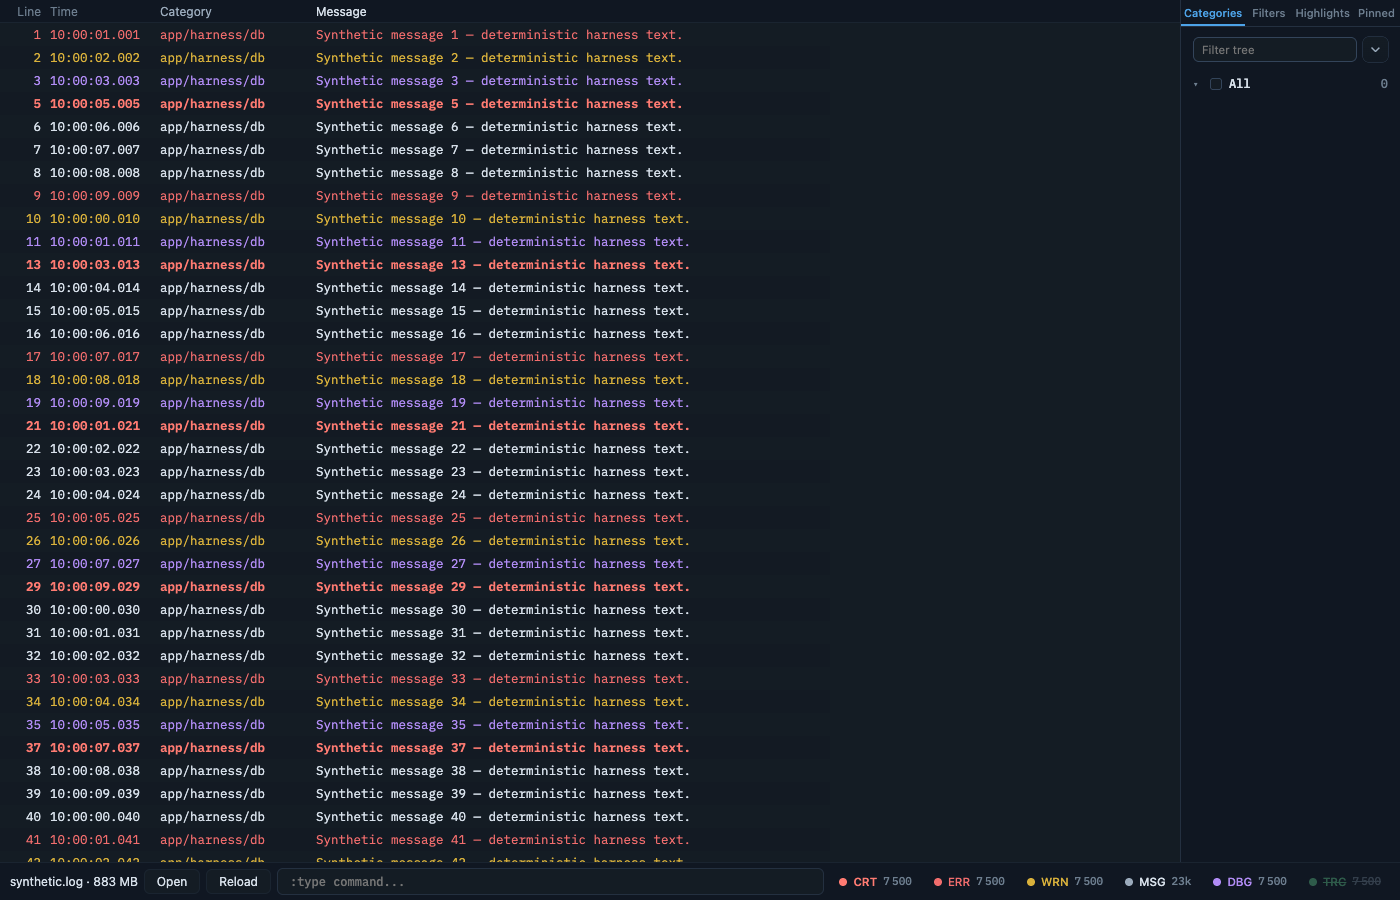 Line Time Category Message
1 10:00:01.001 app/harness/db Synthetic message 1 — deterministic harness text.
2 10:00:02.002 app/harness/db Synthetic message 2 — deterministic harness text.
3 10:00:03.003 app/harness/db Synthetic message 3 — deterministic harness text.
5 10:00:05.005 app/harness/db Synthetic message 5 — deterministic harness text.
6 10:00:06.006 app/harness/db Synthetic message 6 — deterministic harness text.
7 10:00:07.007 app/harness/db Synthetic message 7 — deterministic harness text.
8 10:00:08.008 app/harness/db Synthetic message 8 — deterministic harness text.
9 10:00:09.009 app/harness/db Synthetic message 9 — deterministic harness text.
10 10:00:00.010 app/harness/db Synthetic message 10 — deterministic harness text.
11 10:00:01.011 app/harness/db Synthetic message 11 — deterministic harness text.
13 10:00:03.013 app/harness/db Synthetic message 13 — deterministic harness text.
14 10:00:04.014 app/harness/db Synthetic message 14 — deterministic harness text.
15 10:00:05.015 app/harness/db Synthetic message 15 — deterministic harness text.
16 10:00:06.016 app/harness/db Synthetic message 16 — deterministic harness text.
17 10:00:07.017 app/harness/db Synthetic message 17 — deterministic harness text.
18 10:00:08.018 app/harness/db Synthetic message 18 — deterministic harness text.
19 10:00:09.019 app/harness/db Synthetic message 19 — deterministic harness text.
21 10:00:01.021 app/harness/db Synthetic message 21 — deterministic harness text.
22 10:00:02.022 app/harness/db Synthetic message 22 — deterministic harness text.
23 10:00:03.023 app/harness/db Synthetic message 23 — deterministic harness text.
24 10:00:04.024 app/harness/db Synthetic message 24 — deterministic harness text.
25 10:00:05.025 app/harness/db Synthetic message 25 — deterministic harness text.
26 10:00:06.026 app/harness/db Synthetic message 26 — deterministic harness text.
27 10:00:07.027 app/harness/db Synthetic message 27 — deterministic harness text.
29 10:00:09.029 app/harness/db Synthetic message 29 — deterministic harness text.
30 10:00:00.030 app/harness/db Synthetic message 30 — deterministic harness text.
31 10:00:01.031 app/harness/db Synthetic message 31 — deterministic harness text.
32 10:00:02.032 app/harness/db Synthetic message 32 — deterministic harness text.
33 10:00:03.033 app/harness/db Synthetic message 33 — deterministic harness text.
34 10:00:04.034 app/harness/db Synthetic message 34 — deterministic harness text.
35 10:00:05.035 app/harness/db Synthetic message 35 — deterministic harness text.
37 10:00:07.037 app/harness/db Synthetic message 37 — deterministic harness text.
38 10:00:08.038 app/harness/db Synthetic message 38 — deterministic harness text.
39 10:00:09.039 app/harness/db Synthetic message 39 — deterministic harness text.
40 10:00:00.040 app/harness/db Synthetic message 40 — deterministic harness text.
41 10:00:01.041 app/harness/db Synthetic message 41 — deterministic harness text.
Categories Filters Highlights Pinned
Filter tree
All 0
synthetic.log · 883 MB Open Reload :type command... CRT 7 500 ERR 7 500 WRN 7 500 MSG 23k DBG 7 500 TRC 7 500